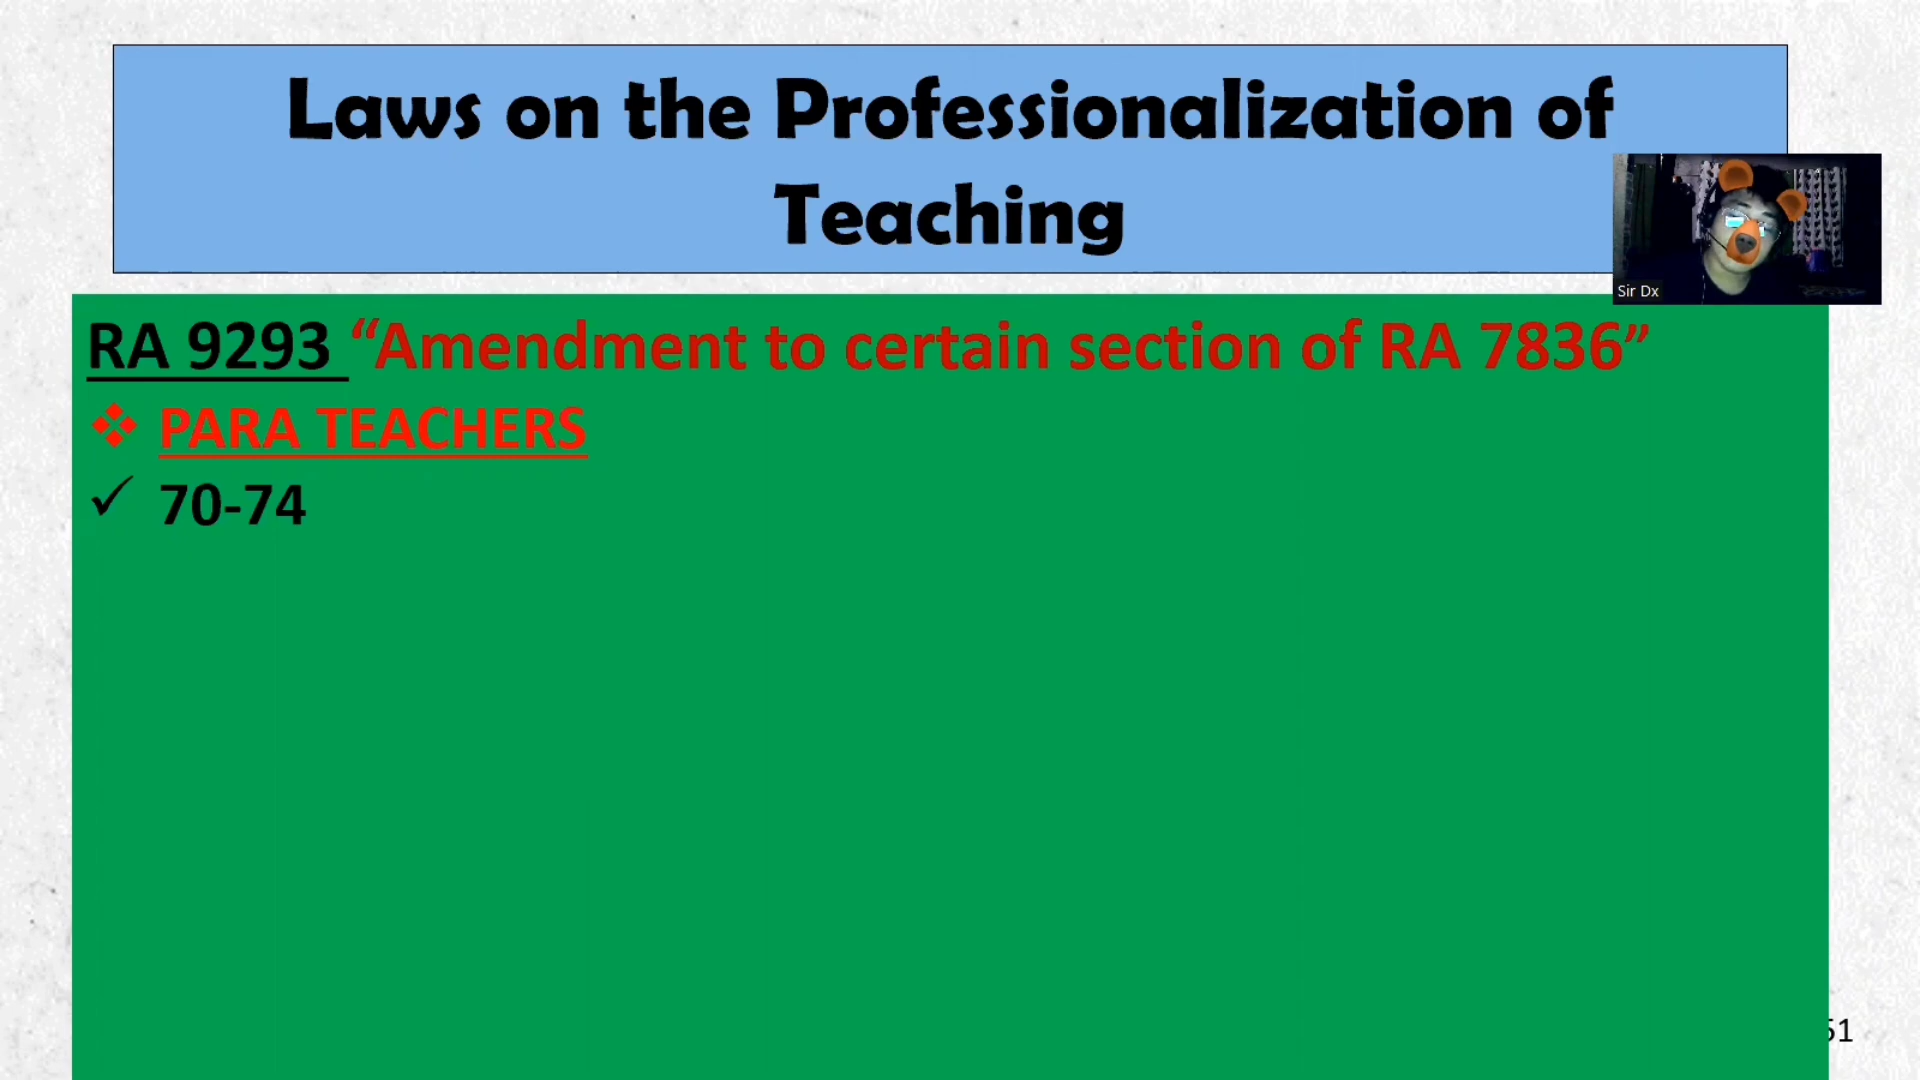 Laws on the Professionalization of
Teaching
Sir Dx
RA 9293 “Amendment to certain section of RA 7836”
PARA TEACHERS
70-74
51